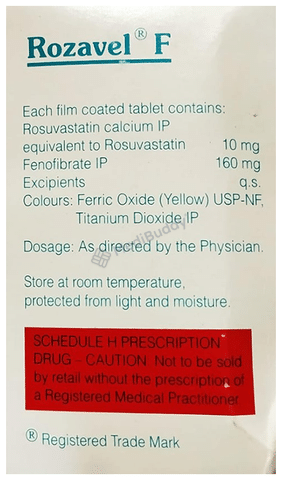 Rozavel® F
Each film coated tablet contains:
Rosuvastatin calcium IP
equivalent to Rosuvastatin 10 mg
Fenofibrate IP 160 mg
Excipients q.s.
Colours: Ferric Oxide (Yellow) USP-NF,
Titanium Dioxide IP
MediBuddy
Dosage: As directed by the Physician.
Store at room temperature,
protected from light and moisture.
SCHEDULE H PRESCRIPTION
DRUG - CAUTION Not to be sold
by retail without the prescription of
a Registered Medical Practitioner.
® Registered Trade Mark